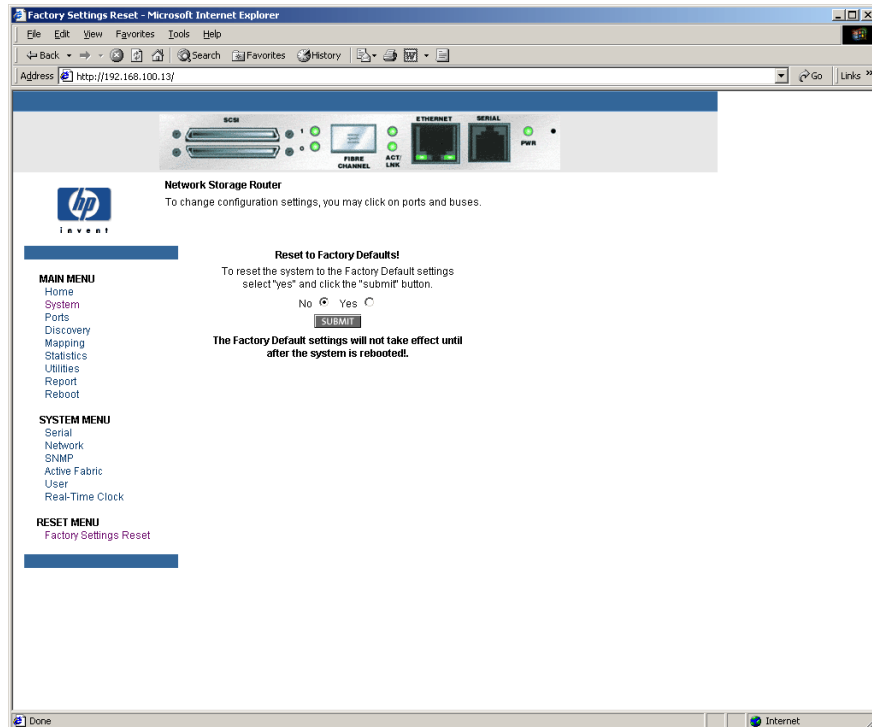 Factory Settings Reset - Microsoft Internet Explorer
File Edit View Favorites Tools Help
Back Search Favorites History
Address http://192.168.100.13/ Go Links »
SCSI ETHERNET SERIAL
1
0
FIBRE CHANNEL ACT/ LNK PWR
hp
invent
Network Storage Router
To change configuration settings, you may click on ports and buses.
MAIN MENU
Home
System
Ports
Discovery
Mapping
Statistics
Utilities
Report
Reboot
SYSTEM MENU
Serial
Network
SNMP
Active Fabric
User
Real-Time Clock
RESET MENU
Factory Settings Reset
Reset to Factory Defaults!
To reset the system to the Factory Default settings
select "yes" and click the "submit" button.
No Yes
SUBMIT
The Factory Default settings will not take effect until
after the system is rebooted!.
Done Internet